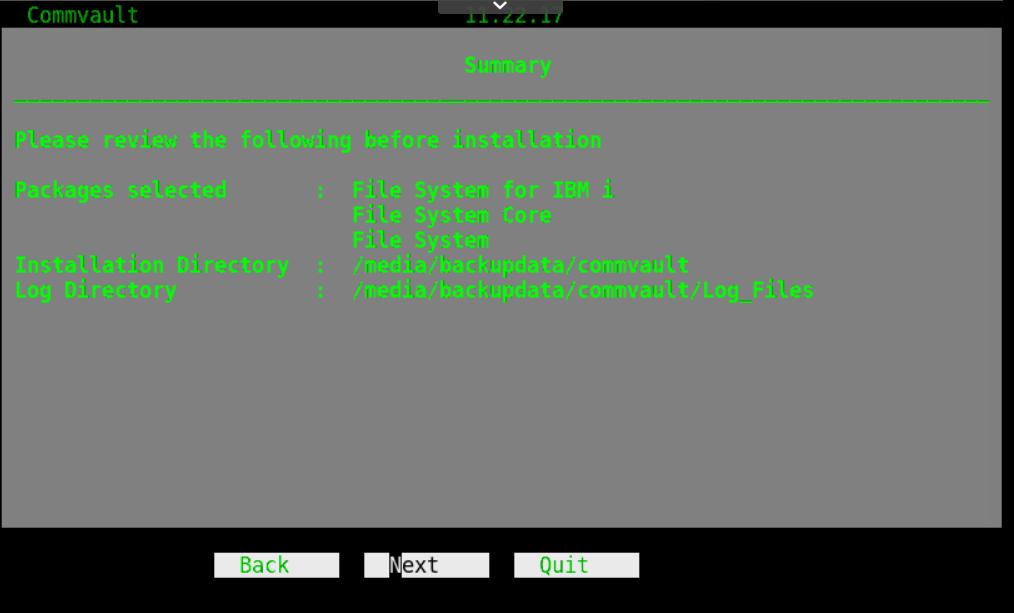 Commvault 11.22.17
Summary
Please review the following before installation
Packages selected : File System for IBM i
File System Core
File System
Installation Directory : /media/backupdata/commvault
Log Directory : /media/backupdata/commvault/Log_Files
Back Next Quit